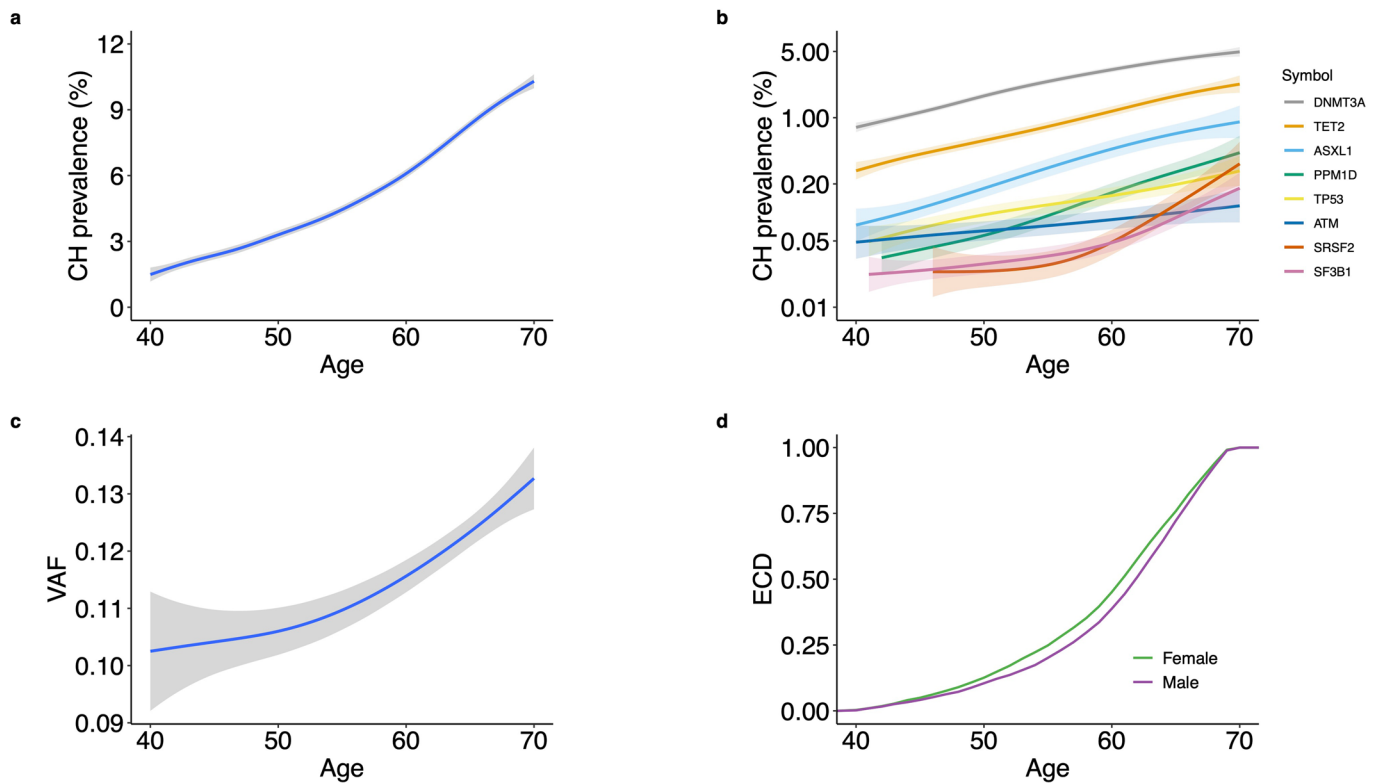 a
12
9
6
3
0
CH prevalence (%)
40 50 60 70
Age
b
5.00
1.00
0.20
0.05
0.01
CH prevalence (%)
40 50 60 70
Age
Symbol
DNMT3A
TET2
ASXL1
PPM1D
TP53
ATM
SRSF2
SF3B1
c
0.14
0.13
0.12
0.11
0.10
0.09
VAF
40 50 60 70
Age
d
1.00
0.75
0.50
0.25
0.00
ECD
Female
Male
40 50 60 70
Age